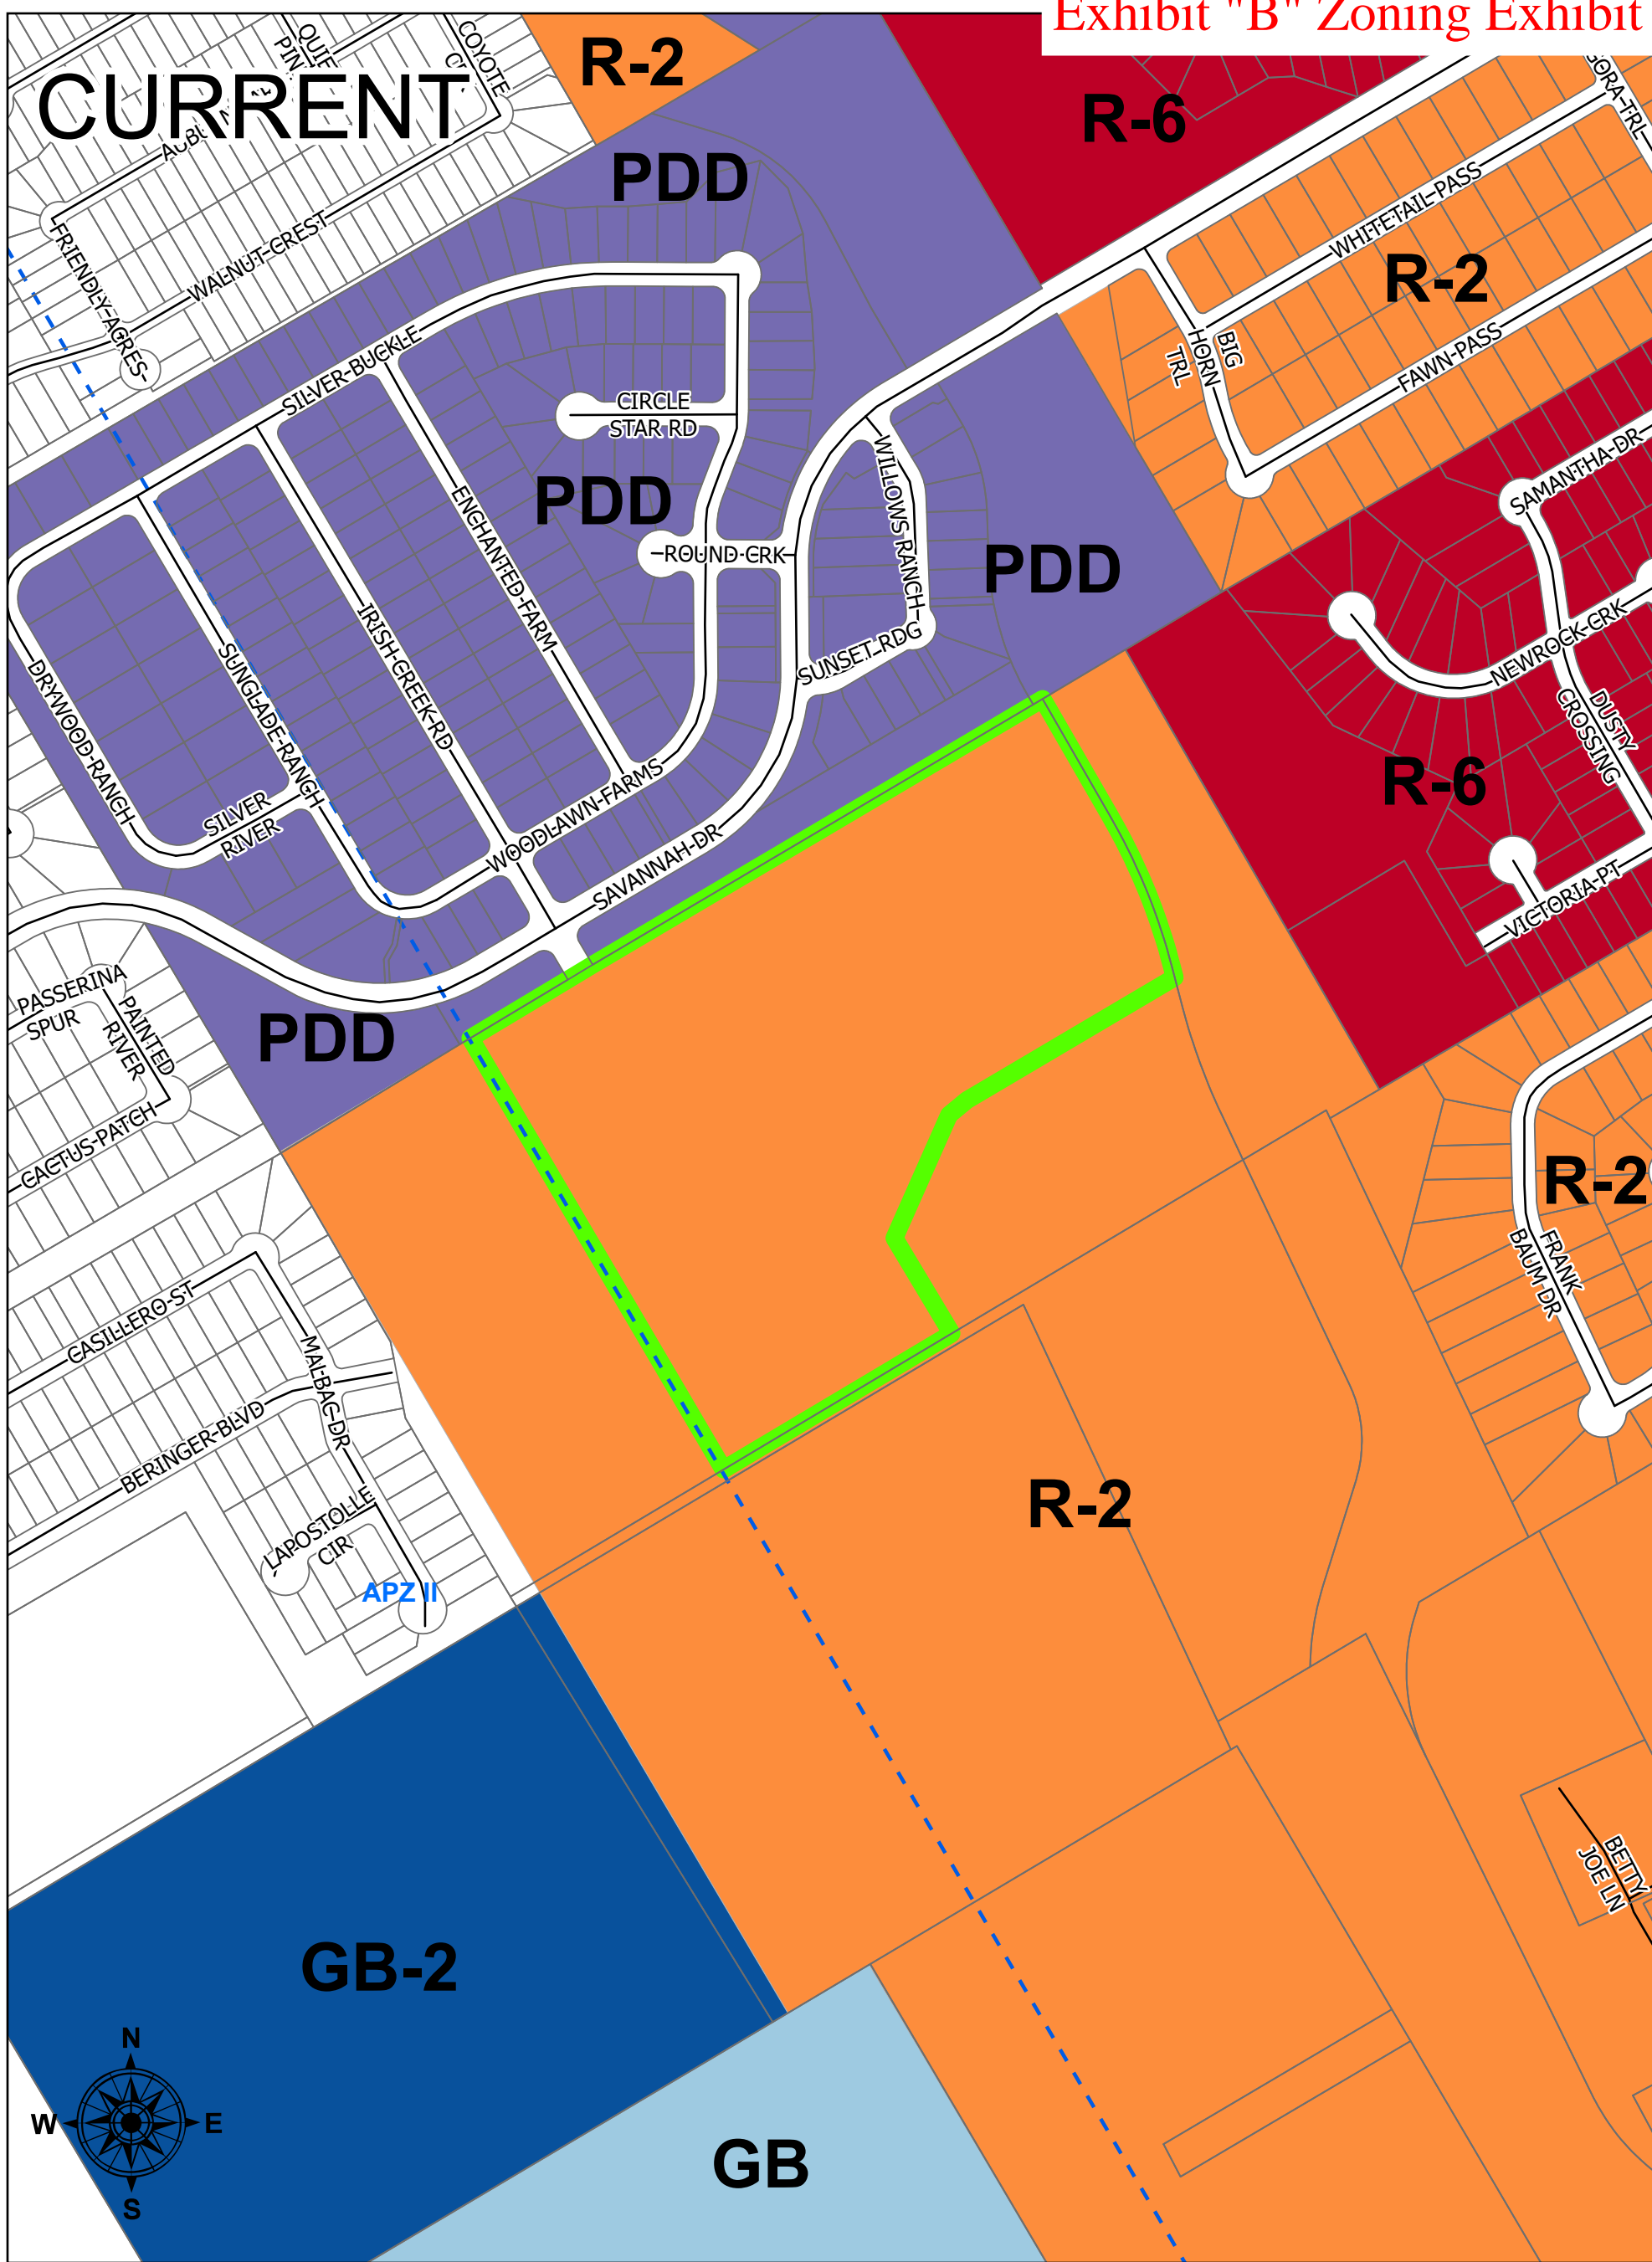 Exhibit "B" Zoning Exhibit
CURRENT
COYOTE
R-2
R-6
PDD
WALNUT-CREST
FRIENDLY-ACRES
WHITETAIL-PASS
R-2
BIG
HORN
TRL
FAWN-PASS
SILVER-BUCKLE
CIRCLE
STAR RD
SAMANTHA-DR
PDD
ENCHANTED-FARM
WILLOWS RANCH
ROUND-CRK
PDD
NEWROCK-CRK
SUNSET-RDG
IRISH-CREEK-RD
SUNGLADE-RANCH
DRYWOOD-RANCH
DUSTY
CROSSING
R-6
SILVER
RIVER
WOODLAWN-FARMS
SAVANNAH-DR
VICTORIA-PT
PASSERINA
SPUR
PAINTED
RIVER
PDD
CACTUS-PATCH
R-2
FRANK
BAUM DR
CASILLERO-ST
MALBAC-DR
BERINGER-BLVD
R-2
LAPOSTOLLE
CIR
APZ II
BETTY
JOE LN
GB-2
N
W
E
S
GB